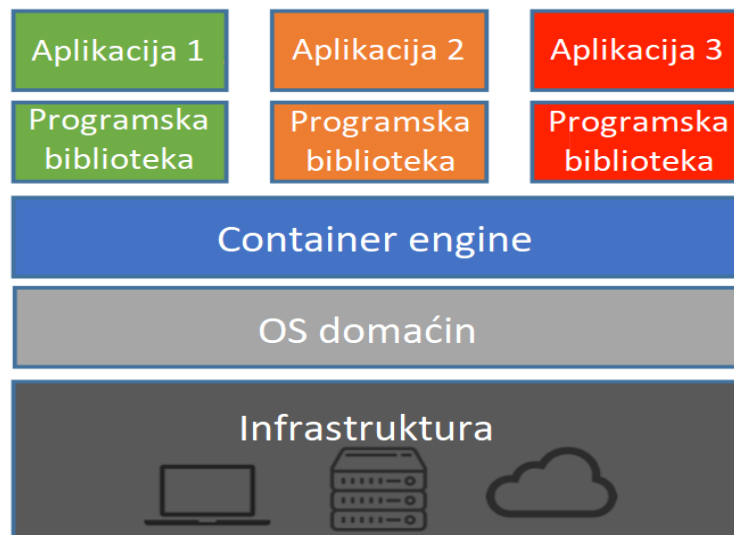 Aplikacija 1
Aplikacija 2
Aplikacija 3
Programska
biblioteka
Programska
biblioteka
Programska
biblioteka
Container engine
OS domaćin
Infrastruktura